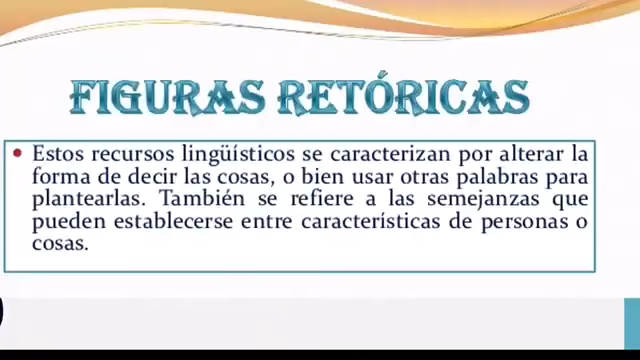 FIGURAS RETÓRICAS
• Estos recursos lingüísticos se caracterizan por alterar la
forma de decir las cosas, o bien usar otras palabras para
plantearlas. También se refiere a las semejanzas que
pueden establecerse entre características de personas o
cosas.